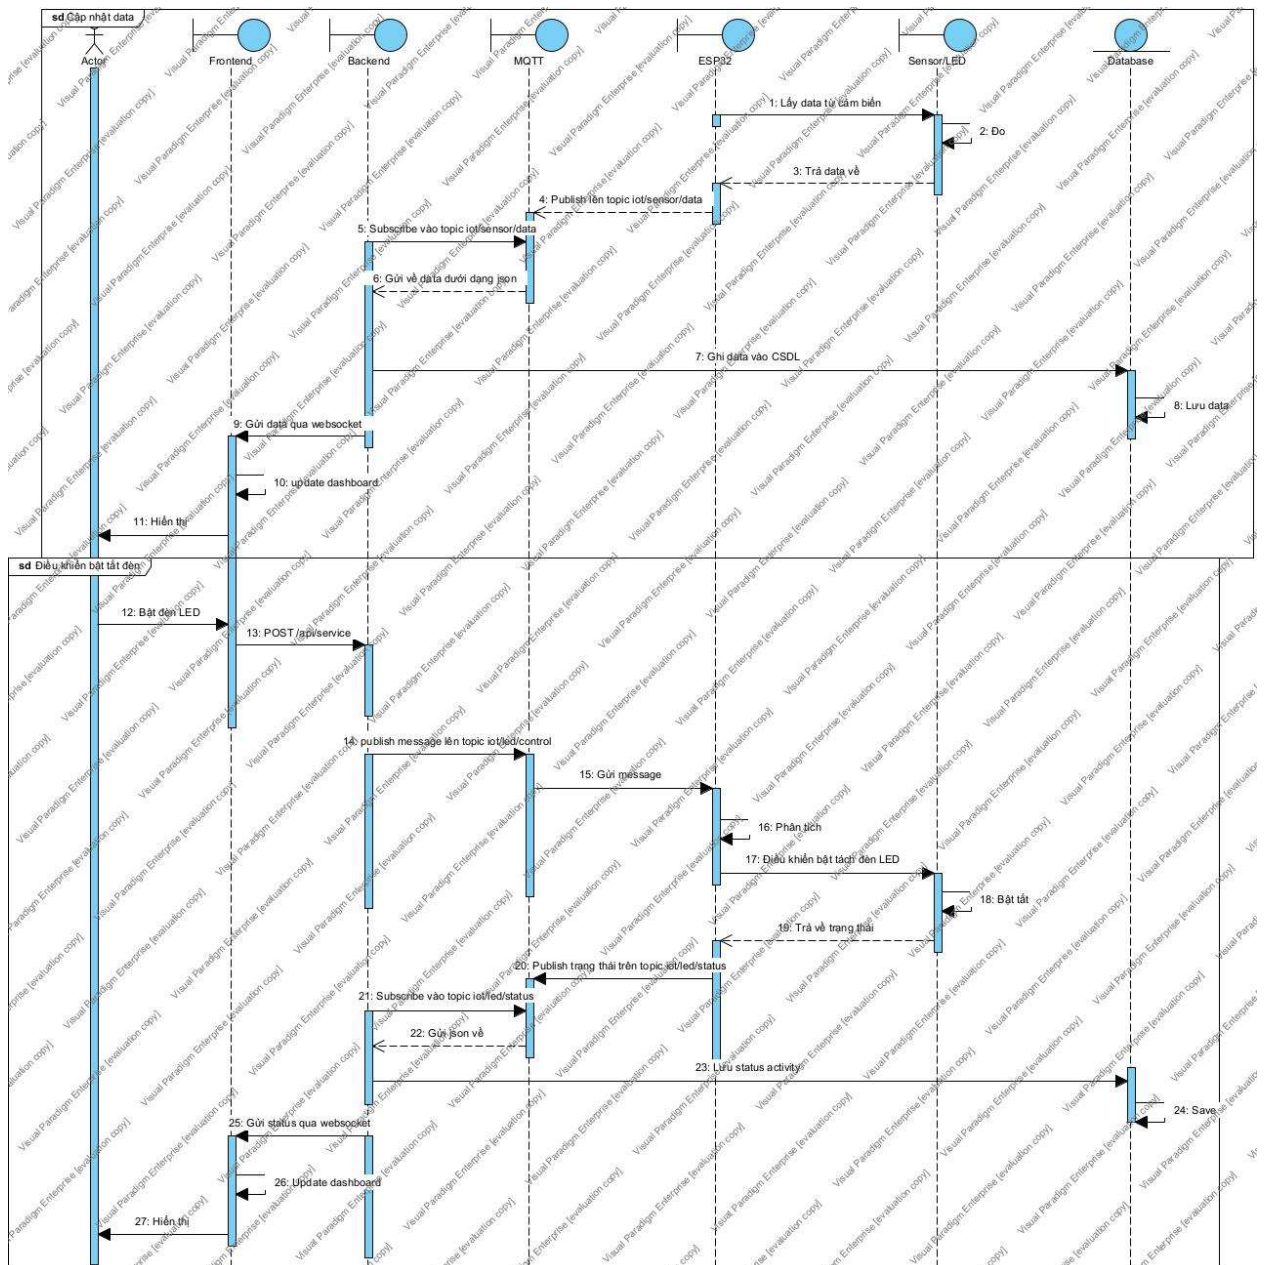 sd Cập nhật data
Actor
Frontend
Backend
MQTT
ESP32
Sensor/LED
Database
1: Lấy data từ cảm biến
2: Đo
3: Trả data về
4: Publish lên topic iot/sensor/data
5: Subscribe vào topic iot/sensor/data
6: Gửi về data dưới dạng json
7: Ghi data vào CSDL
8: Lưu data
9: Gửi data qua websocket
10: update dashboard
11: Hiển thị
sd Điều khiển bật tắt đèn
12: Bật đèn LED
13: POST /api/service
14: publish message lên topic iot/led/control
15: Gửi message
16: Phân tích
17: Điều khiển bật tách đèn LED
18: Bật tắt
19: Trả về trạng thái
20: Publish trạng thái trên topic iot/led/status
21: Subscribe vào topic iot/led/status
22: Gửi json về
23: Lưu status activity
24: Save
25: Gửi status qua websocket
26: Update dashboard
27: Hiển thị
Visual Paradigm Enterprise [evaluation copy]